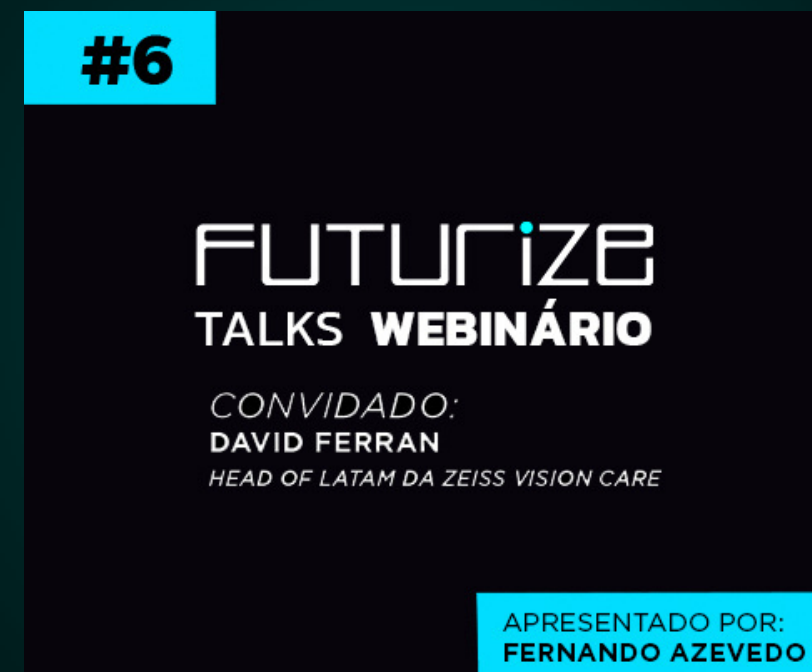 #6
FUTURiZE
TALKS WEBINÁRIO
CONVIDADO:
DAVID FERRAN
HEAD OF LATAM DA ZEISS VISION CARE
APRESENTADO POR:
FERNANDO AZEVEDO